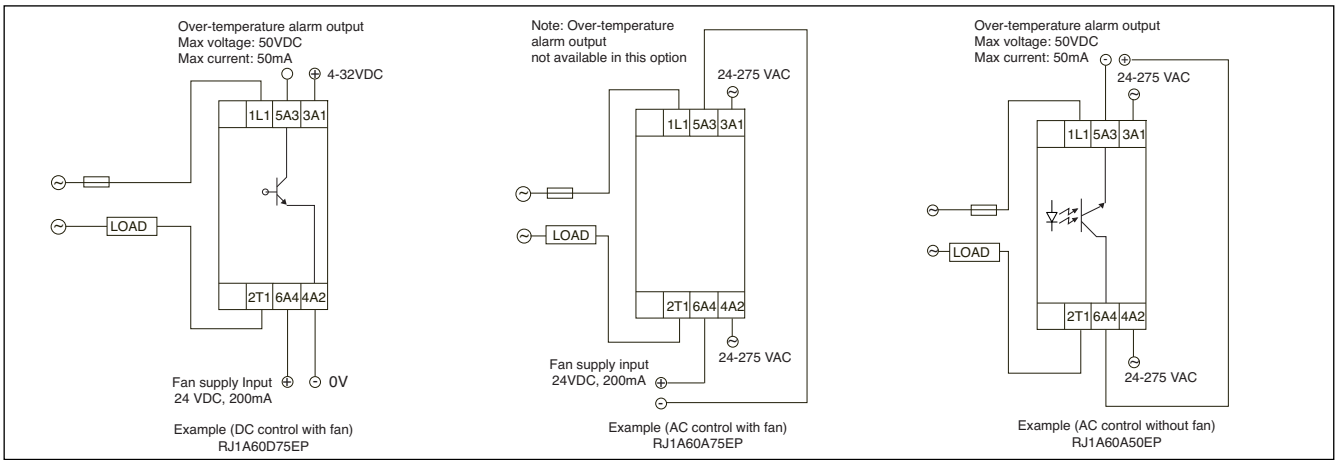 Over-temperature alarm output
Max voltage: 50VDC
Max current: 50mA
4-32VDC
1L1 5A3 3A1
LOAD
2T1 6A4 4A2
Fan supply Input
24 VDC, 200mA
0V
Example (DC control with fan)
RJ1A60D75EP
Note: Over-temperature
alarm output
not available in this option
24-275 VAC
1L1 5A3 3A1
LOAD
2T1 6A4 4A2
24-275 VAC
Fan supply input
24VDC, 200mA
Example (AC control with fan)
RJ1A60A75EP
Over-temperature alarm output
Max voltage: 50VDC
Max current: 50mA
24-275 VAC
1L1 5A3 3A1
LOAD
2T1 6A4 4A2
24-275 VAC
Example (AC control without fan)
RJ1A60A50EP